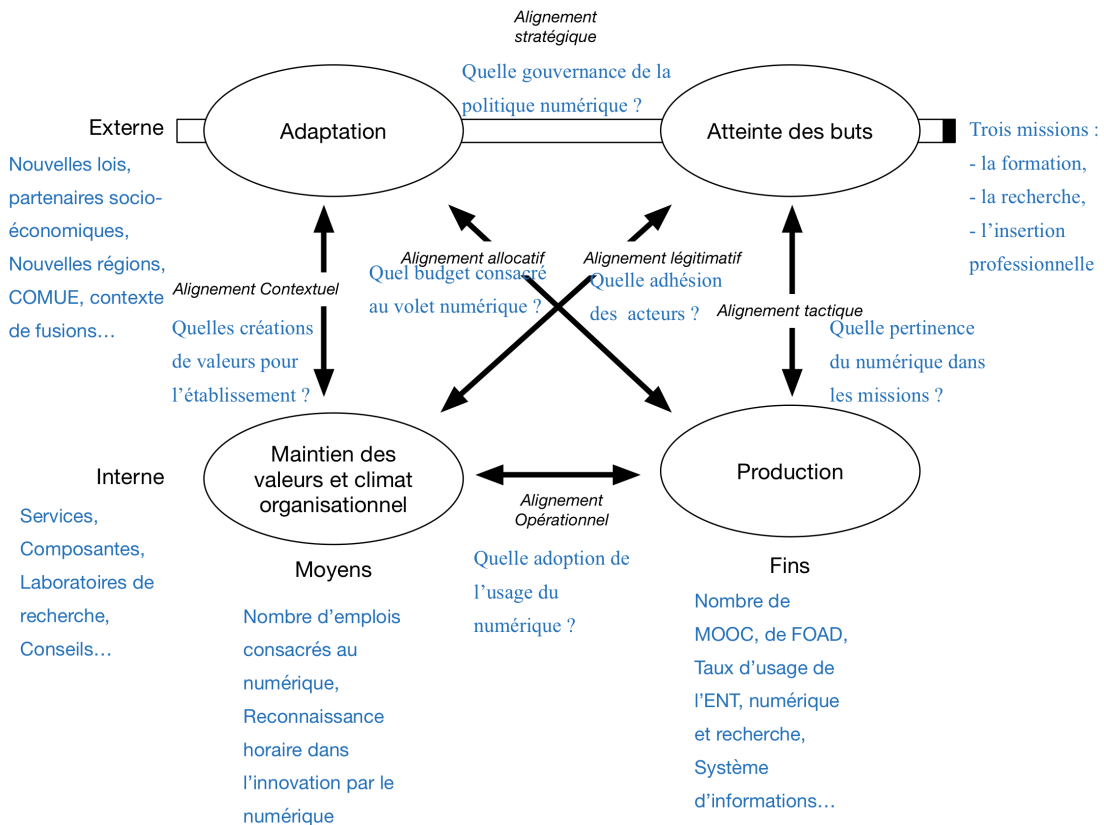 Alignement
stratégique
Quelle gouvernance de la
politique numérique ?
Externe
Adaptation
Atteinte des buts
Trois missions :
- la formation,
- la recherche,
- l’insertion
professionnelle
Nouvelles lois,
partenaires socio-
économiques,
Nouvelles régions,
COMUE, contexte
de fusions…
Alignement Contextuel
Quelles créations
de valeurs pour
l’établissement ?
Alignement allocatif
Quel budget consacré
au volet numérique ?
Alignement légitimatif
Quelle adhésion
des acteurs ?
Alignement tactique
Quelle pertinence
du numérique dans
les missions ?
Interne
Maintien des
valeurs et climat
organisationnel
Production
Services,
Composantes,
Laboratoires de
recherche,
Conseils…
Alignement
Opérationnel
Quelle adoption de
l’usage du
numérique ?
Moyens
Nombre d’emplois
consacrés au
numérique,
Reconnaissance
horaire dans
l’innovation par le
numérique
Fins
Nombre de
MOOC, de FOAD,
Taux d’usage de
l’ENT, numérique
et recherche,
Système
d’informations…